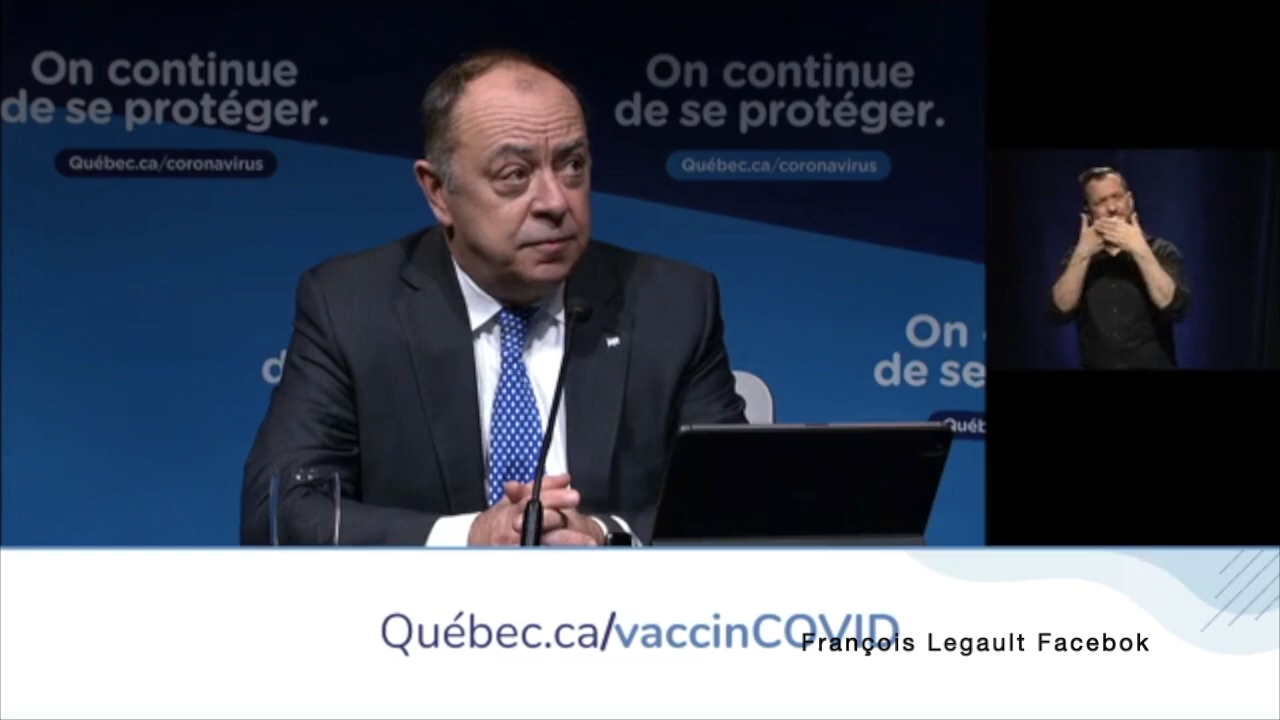 On continue
de se protéger.
Québec.ca/coronavirus
On continue
de se protéger.
Québec.ca/coronavirus
d
On
de se
Québ
Québec.ca/vaccinCOVID
François Legault Facebok